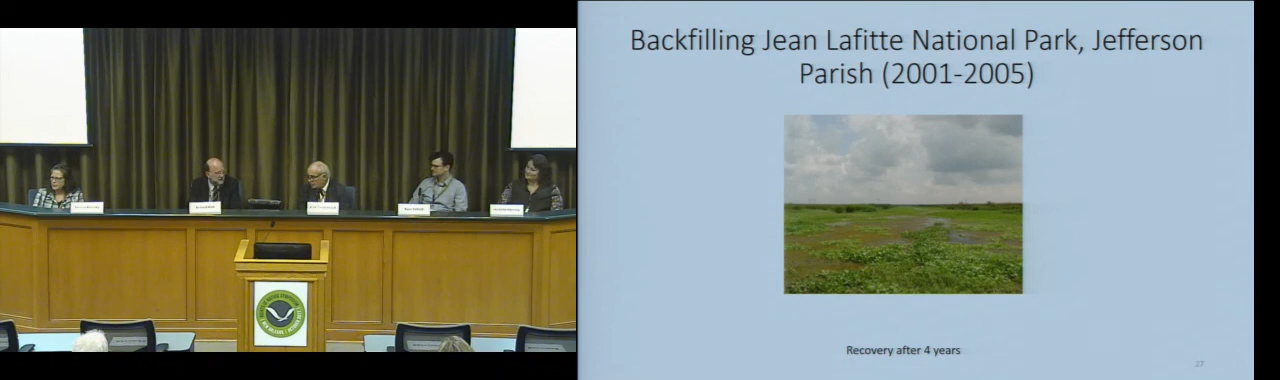 Backfilling Jean Lafitte National Park, Jefferson
Parish (2001-2005)
Recovery after 4 years
27